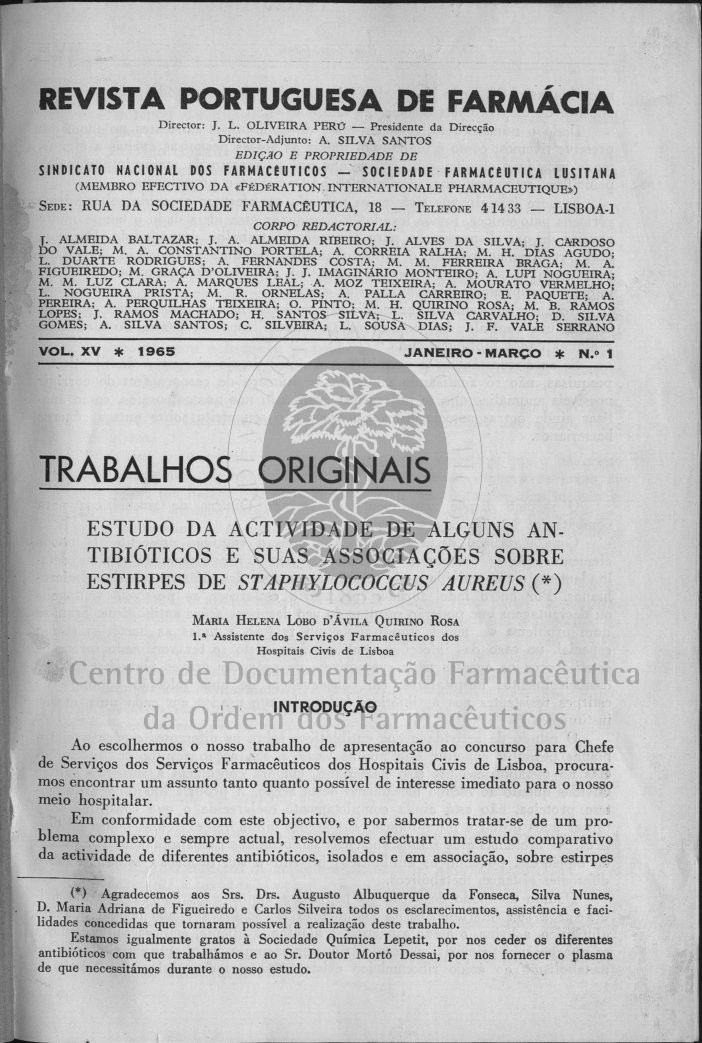 REVISTA PORTUGUESA DE FARMÁCIA
Director: J. L. OLIVEIRA PERÚ — Presidente da Direcção
Director-Adjunto: A. SILVA SANTOS
EDIÇÃO E PROPRIEDADE DE
SINDICATO NACIONAL DOS FARMACÊUTICOS — SOCIEDADE FARMACÊUTICA LUSITANA
(MEMBRO EFECTIVO DA «FÉDÉRATION INTERNATIONALE PHARMACEUTIQUE»)
SEDE: RUA DA SOCIEDADE FARMACÊUTICA, 18 — TELEFONE 41433 — LISBOA-1
CORPO REDACTORIAL:
J. ALMEIDA BALTAZAR; J. A. ALMEIDA RIBEIRO; J. ALVES DA SILVA; J. CARDOSO
DO VALE; M. A. CONSTANTINO PORTELA; A. CORREIA RALHA; M. H. DIAS AGUDO;
L. DUARTE RODRIGUES; A. FERNANDES COSTA; M. M. FERREIRA BRAGA; M. A.
FIGUEIREDO; M. GRAÇA D'OLIVEIRA; J. J. IMAGINÁRIO MONTEIRO; A. LUPI NOGUEIRA;
M. M. LUZ CLARA; A. MARQUES LEAL; A. MOZ TEIXEIRA; A. MOURATO VERMELHO;
L. NOGUEIRA PRISTA; M. R. ORNELAS; A. PALLA CARREIRO; E. PAQUETE; A.
PEREIRA; A. PERQUILHAS TEIXEIRA; O. PINTO; M. H. QUIRINO ROSA; M. B. RAMOS
LOPES; J. RAMOS MACHADO; H. SANTOS SILVA; L. SILVA CARVALHO; D. SILVA
GOMES; A. SILVA SANTOS; C. SILVEIRA; L. SOUSA DIAS; J. F. VALE SERRANO
VOL. XV * 1965 JANEIRO-MARÇO * N.º 1
TRABALHOS ORIGINAIS
ESTUDO DA ACTIVIDADE DE ALGUNS AN-
TIBIÓTICOS E SUAS ASSOCIAÇÕES SOBRE
ESTIRPES DE STAPHYLOCOCCUS AUREUS (*)
MARIA HELENA LOBO D'ÁVILA QUIRINO ROSA
1.ª Assistente dos Serviços Farmacêuticos dos
Hospitais Civis de Lisboa
Centro de Documentação Farmacêutica
da Ordem dos Farmacêuticos
INTRODUÇÃO
Ao escolhermos o nosso trabalho de apresentação ao concurso para Chefe
de Serviços dos Serviços Farmacêuticos dos Hospitais Civis de Lisboa, procura-
mos encontrar um assunto tanto quanto possível de interesse imediato para o nosso
meio hospitalar.
Em conformidade com este objectivo, e por sabermos tratar-se de um pro-
blema complexo e sempre actual, resolvemos efectuar um estudo comparativo
da actividade de diferentes antibióticos, isolados e em associação, sobre estirpes
(*) Agradecemos aos Srs. Drs. Augusto Albuquerque da Fonseca, Silva Nunes,
D. Maria Adriana de Figueiredo e Carlos Silveira todos os esclarecimentos, assistência e faci-
lidades concedidas que tornaram possível a realização deste trabalho.
Estamos igualmente gratos à Sociedade Química Lepetit, por nos ceder os diferentes
antibióticos com que trabalhámos e ao Sr. Doutor Mortó Dessai, por nos fornecer o plasma
de que necessitámos durante o nosso estudo.